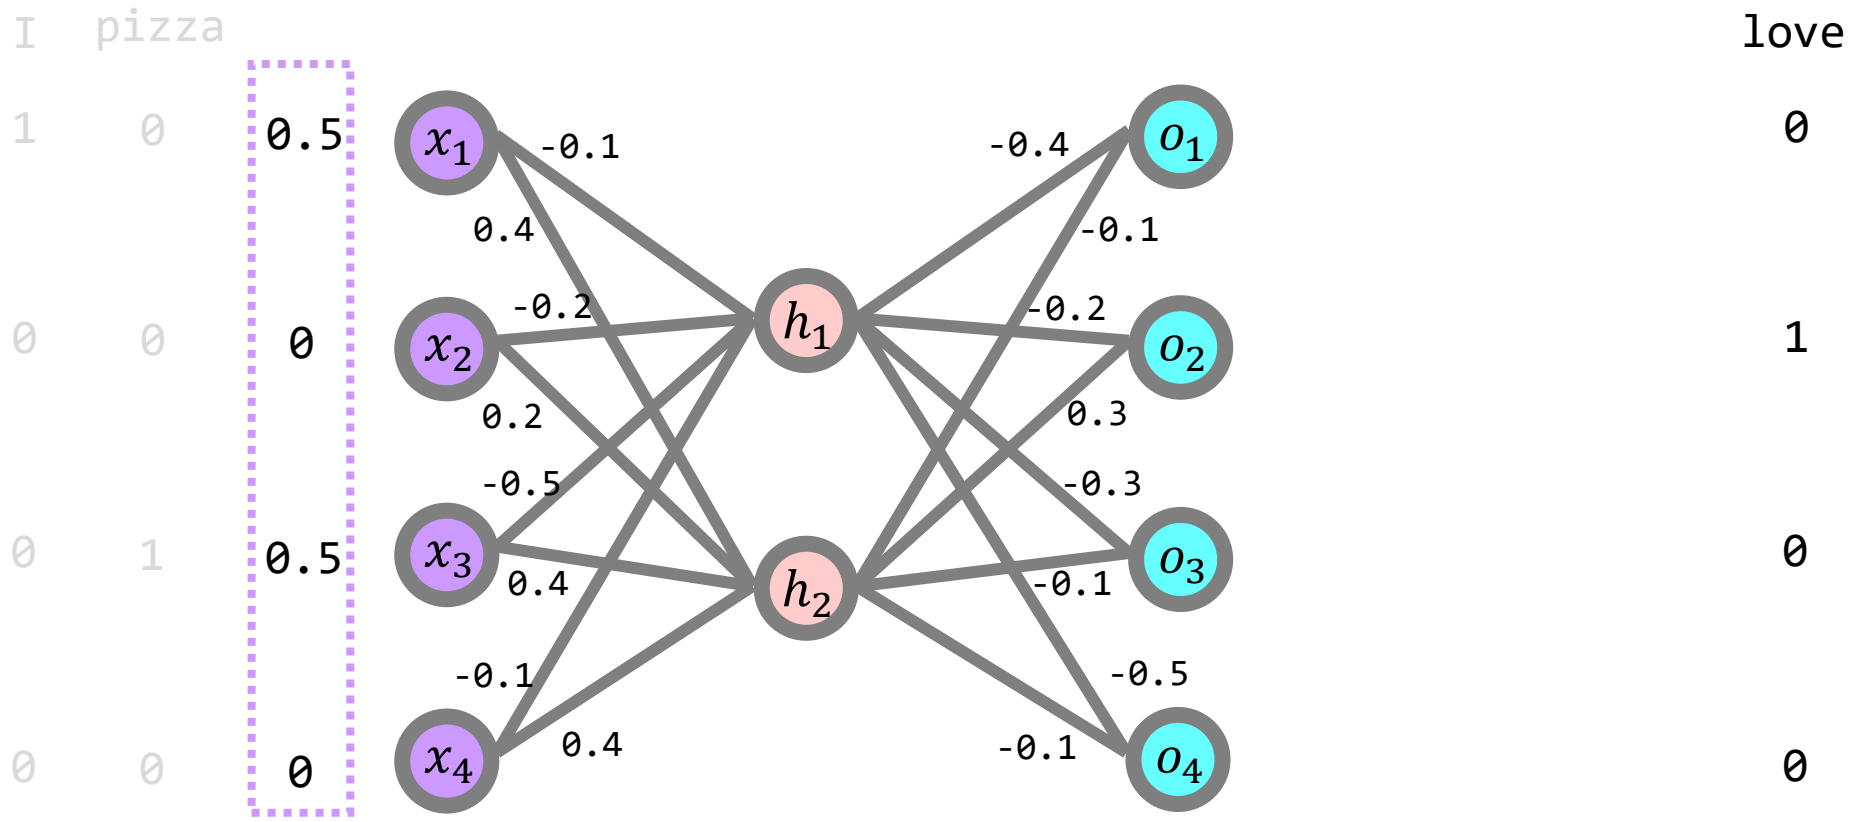 I pizza love
1 0 0.5 x1 -0.1 -0.4 o1 0
0.4 -0.1
0 0 0 x2 -0.2 h1 -0.2 o2 1
0.2 0.3
-0.5 -0.3
0 1 0.5 x3 0.4 h2 -0.1 o3 0
-0.1 -0.5
0 0 0 x4 0.4 -0.1 o4 0